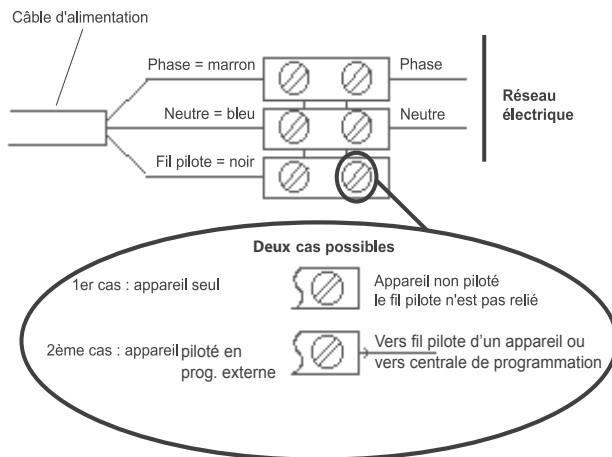 Câble d'alimentation
Phase = marron
Phase
Neutre = bleu
Neutre
Réseau
électrique
Fil pilote = noir
Deux cas possibles
1er cas : appareil seul
Appareil non piloté
le fil pilote n'est pas relié
2ème cas : appareil piloté en
prog. externe
Vers fil pilote d'un appareil ou
vers centrale de programmation